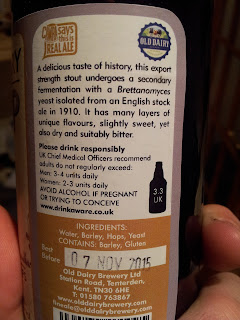 CAMRA says this is REAL ALE
OLD DAIRY
A delicious taste of history, this export
strength stout undergoes a secondary
fermentation with a Brettanomyces
yeast isolated from an English stock
ale in 1910. It has many layers of
unique flavours, slightly sweet, yet
also dry and suitably bitter.
Please drink responsibly
UK Chief Medical Officers recommend
adults do not regularly exceed:
Men: 3-4 units daily
Women: 2-3 units daily
AVOID ALCOHOL IF PREGNANT
OR TRYING TO CONCEIVE
www.drinkaware.co.uk
3.3
UK
INGREDIENTS:
Water, Barley, Hops, Yeast
CONTAINS: Barley, Gluten
Best
Before
07 NOV 2015
Old Dairy Brewery Ltd
Station Road, Tenterden,
Kent. TN30 6HE
T: 01580 763867
www.olddairybrewery.com
fineale@olddairybrewery.com